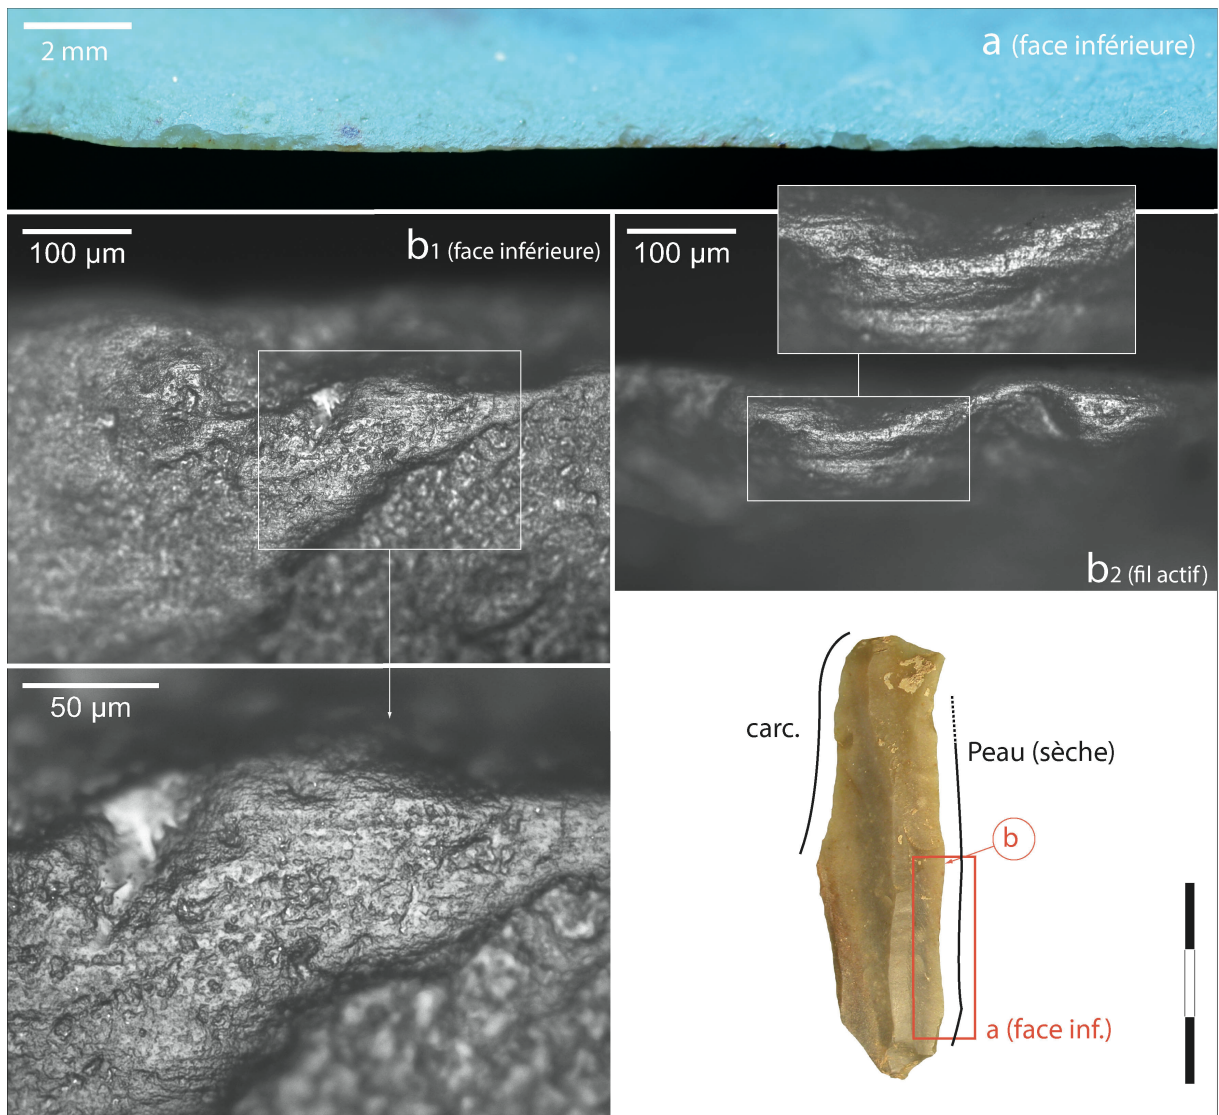 2 mm
a (face inférieure)
100 µm
b1 (face inférieure)
100 µm
b2 (fil actif)
50 µm
carc.
Peau (sèche)
b
a (face inf.)